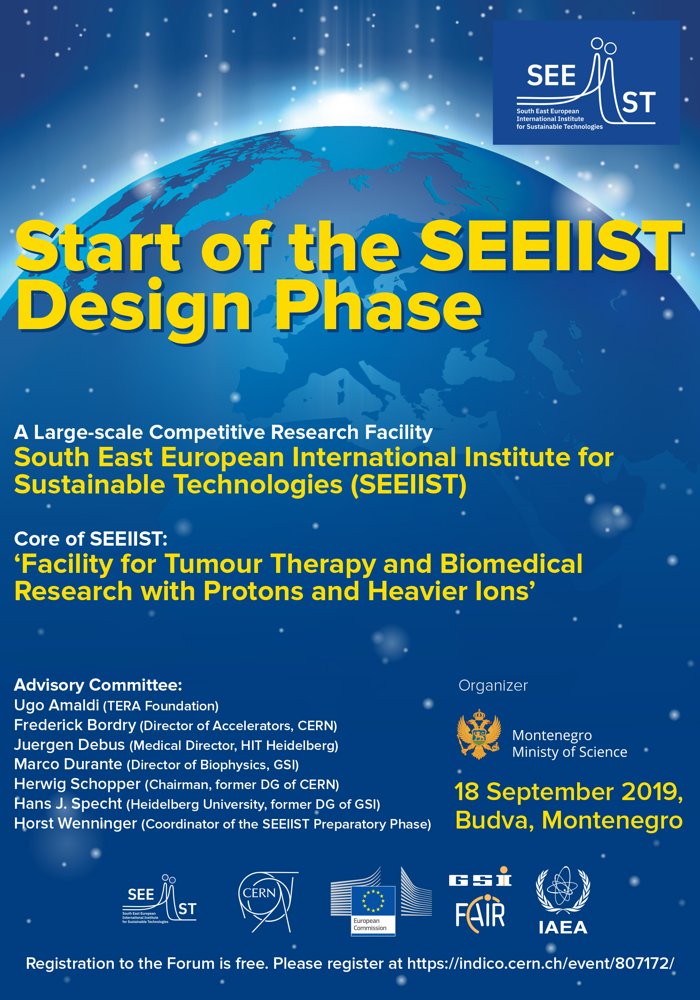 SEE
ST
South East European
International Institute
for Sustainable Technologies
Start of the SEEIIST
Design Phase
A Large-scale Competitive Research Facility
South East European International Institute for
Sustainable Technologies (SEEIIST)
Core of SEEIIST:
‘Facility for Tumour Therapy and Biomedical
Research with Protons and Heavier Ions’
Advisory Committee:
Ugo Amaldi (TERA Foundation)
Frederick Bordry (Director of Accelerators, CERN)
Juergen Debus (Medical Director, HIT Heidelberg)
Marco Durante (Director of Biophysics, GSI)
Herwig Schopper (Chairman, former DG of CERN)
Hans J. Specht (Heidelberg University, former DG of GSI)
Horst Wenninger (Coordinator of the SEEIIST Preparatory Phase)
Organizer
Montenegro
Ministy of Science
18 September 2019,
Budva, Montenegro
SEE
ST
South East European
International Institute
for Sustainable Technologies
CERN
European
Commission
GSi
FAIR
IAEA
Registration to the Forum is free. Please register at https://indico.cern.ch/event/807172/